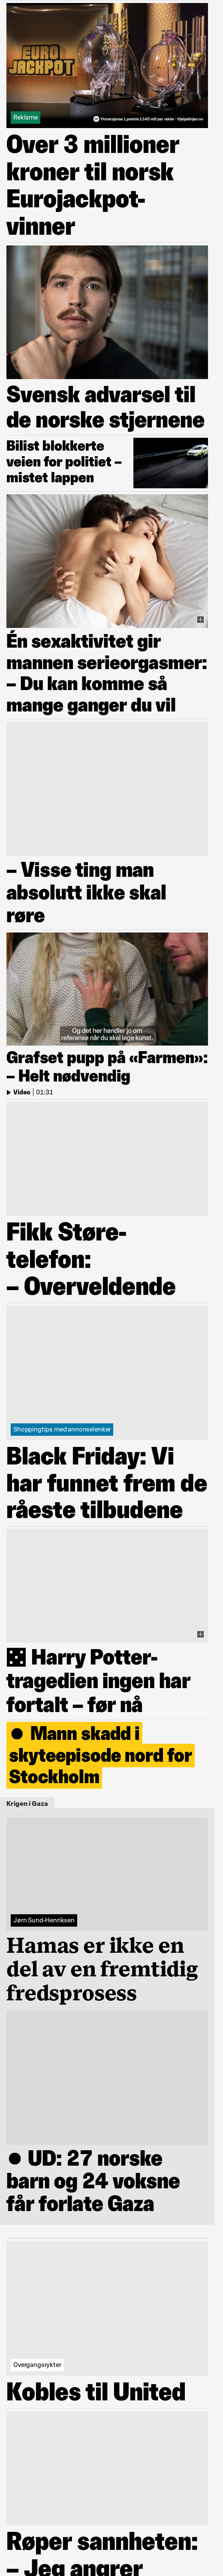 EURO
JACKPOT
Reklame
Vinnersjanse 1.premie 1:140 mill per rekke - Hjelpelinjen.no
Over 3 millioner
kroner til norsk
Eurojackpot-
vinner
Svensk advarsel til
de norske stjernene
Bilist blokkerte
veien for politiet –
mistet lappen
Én sexaktivitet gir
mannen serieorgasmer:
– Du kan komme så
mange ganger du vil
– Visse ting man
absolutt ikke skal
røre
Og det her handler jo om
referanse når du skal lage kunst.
Grafset pupp på «Farmen»:
– Helt nødvendig
Video | 01:31
Fikk Støre-
telefon:
– Overveldende
Shoppingtips med annonselenker
Black Friday: Vi
har funnet frem de
råeste tilbudene
Harry Potter-
tragedien ingen har
fortalt – før nå
Mann skadd i
skyteepisode nord for
Stockholm
Krigen i Gaza
Jørn Sund-Henriksen
Hamas er ikke en
del av en fremtidig
fredsprosess
UD: 27 norske
barn og 24 voksne
får forlate Gaza
Overgangsrykter
Kobles til United
Røper sannheten:
– Jeg angrer